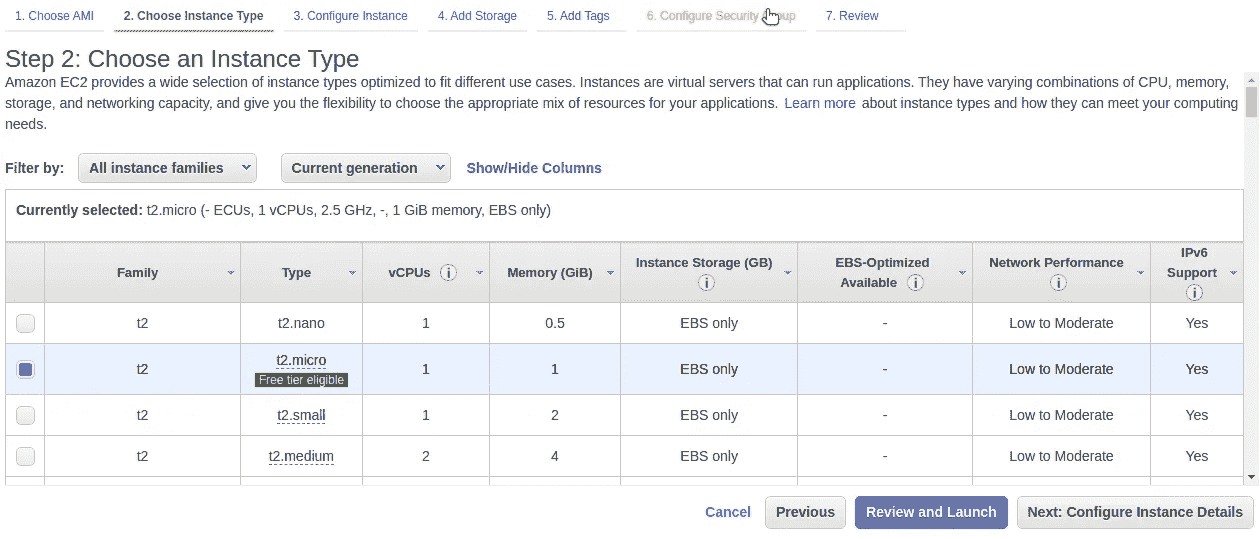 1. Choose AMI 2. Choose Instance Type 3. Configure Instance 4. Add Storage 5. Add Tags 6. Configure Security Group 7. Review
Step 2: Choose an Instance Type
Amazon EC2 provides a wide selection of instance types optimized to fit different use cases. Instances are virtual servers that can run applications. They have varying combinations of CPU, memory,
storage, and networking capacity, and give you the flexibility to choose the appropriate mix of resources for your applications. Learn more about instance types and how they can meet your computing
needs.
Filter by: All instance families Current generation Show/Hide Columns
Currently selected: t2.micro (- ECUs, 1 vCPUs, 2.5 GHz, -, 1 GiB memory, EBS only)
Family Type vCPUs i Memory (GiB) Instance Storage (GB) i EBS-Optimized Available i Network Performance i IPv6 Support i
t2 t2.nano 1 0.5 EBS only - Low to Moderate Yes
t2 t2.micro Free tier eligible 1 1 EBS only - Low to Moderate Yes
t2 t2.small 1 2 EBS only - Low to Moderate Yes
t2 t2.medium 2 4 EBS only - Low to Moderate Yes
Cancel Previous Review and Launch Next: Configure Instance Details